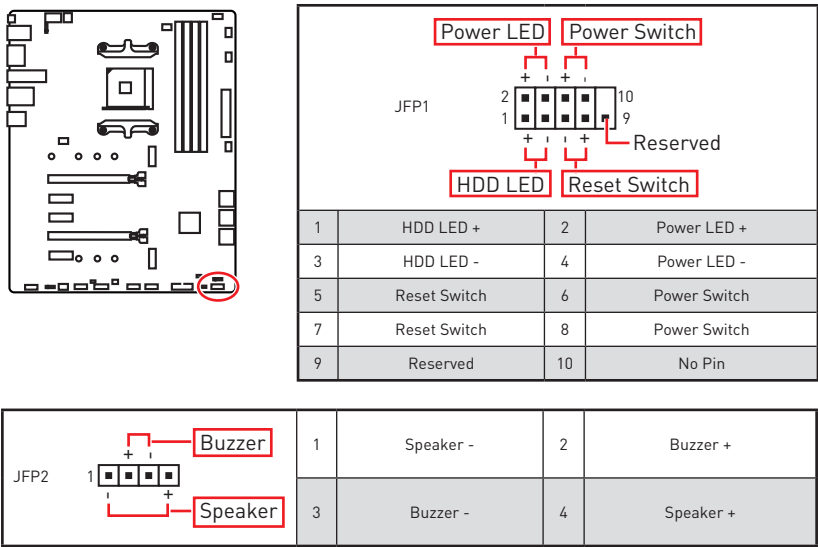 Power LED Power Switch
+ - + -
JFP1
2 10
1 9
+ - - +
Reserved
HDD LED Reset Switch
1 HDD LED + 2 Power LED +
3 HDD LED - 4 Power LED -
5 Reset Switch 6 Power Switch
7 Reset Switch 8 Power Switch
9 Reserved 10 No Pin
Buzzer
+ -
JFP2 1
- +
Speaker
1 Speaker - 2 Buzzer +
3 Buzzer - 4 Speaker +